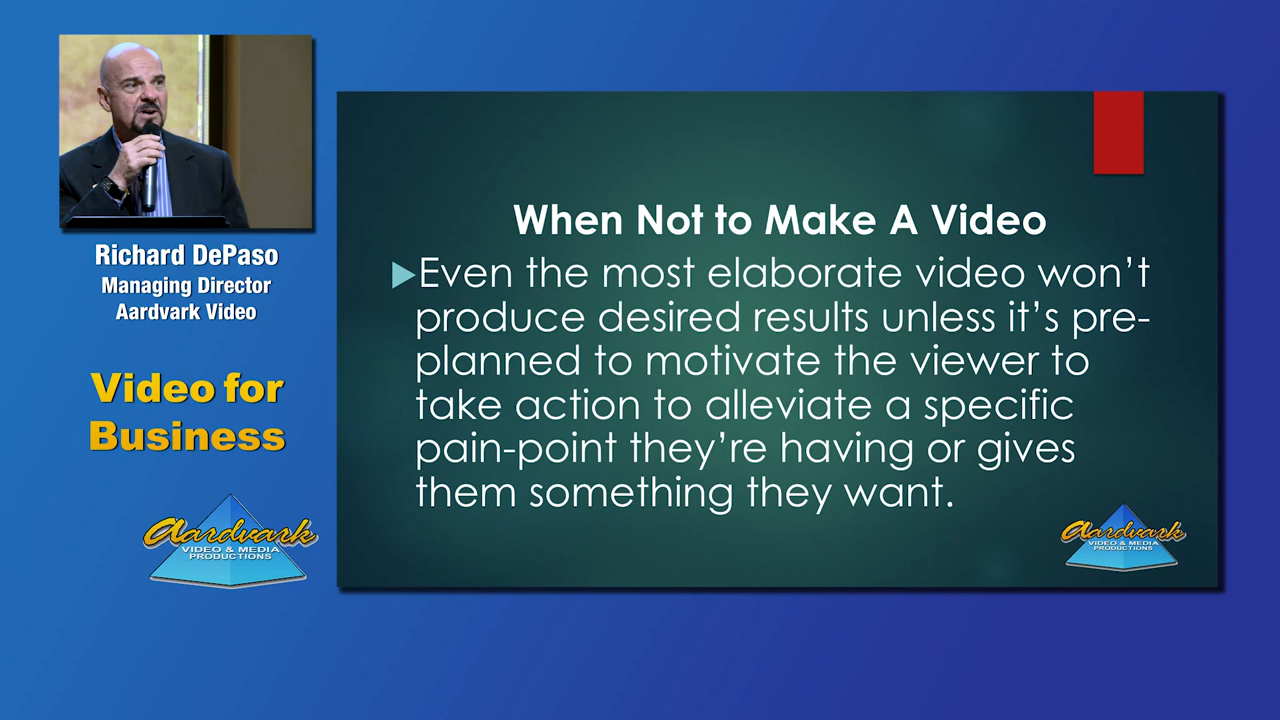 Richard DePaso
Managing Director
Aardvark Video
Video for
Business
Aardvark
VIDEO & MEDIA
PRODUCTIONS
When Not to Make A Video
Even the most elaborate video won't
produce desired results unless it's pre-
planned to motivate the viewer to
take action to alleviate a specific
pain-point they're having or gives
them something they want.
Aardvark
VIDEO & MEDIA
PRODUCTIONS